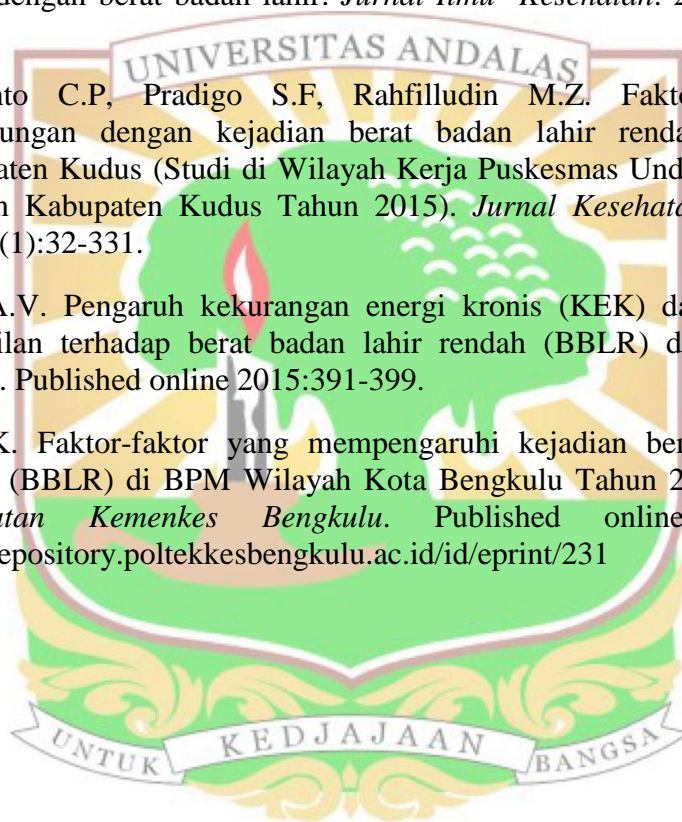 dengan berat badan lahir. Jurnal Ilmu Kesehatan. 2
UNIVERSITAS ANDALAS
nto C.P, Pradigo S.F, Rahfilludin M.Z. Fakto
ungan dengan kejadian berat badan lahir renda
aten Kudus (Studi di Wilayah Kerja Puskesmas Und
n Kabupaten Kudus Tahun 2015). Jurnal Kesehata
(1):32-331.
A.V. Pengaruh kekurangan energi kronis (KEK) da
ilan terhadap berat badan lahir rendah (BBLR) d
. Published online 2015:391-399.
K. Faktor-faktor yang mempengaruhi kejadian ber
(BBLR) di BPM Wilayah Kota Bengkulu Tahun 2
tan Kemenkes Bengkulu. Published online
epository.poltekkesbengkulu.ac.id/id/eprint/231
UNTUK KEDJAJAAN BANGSA